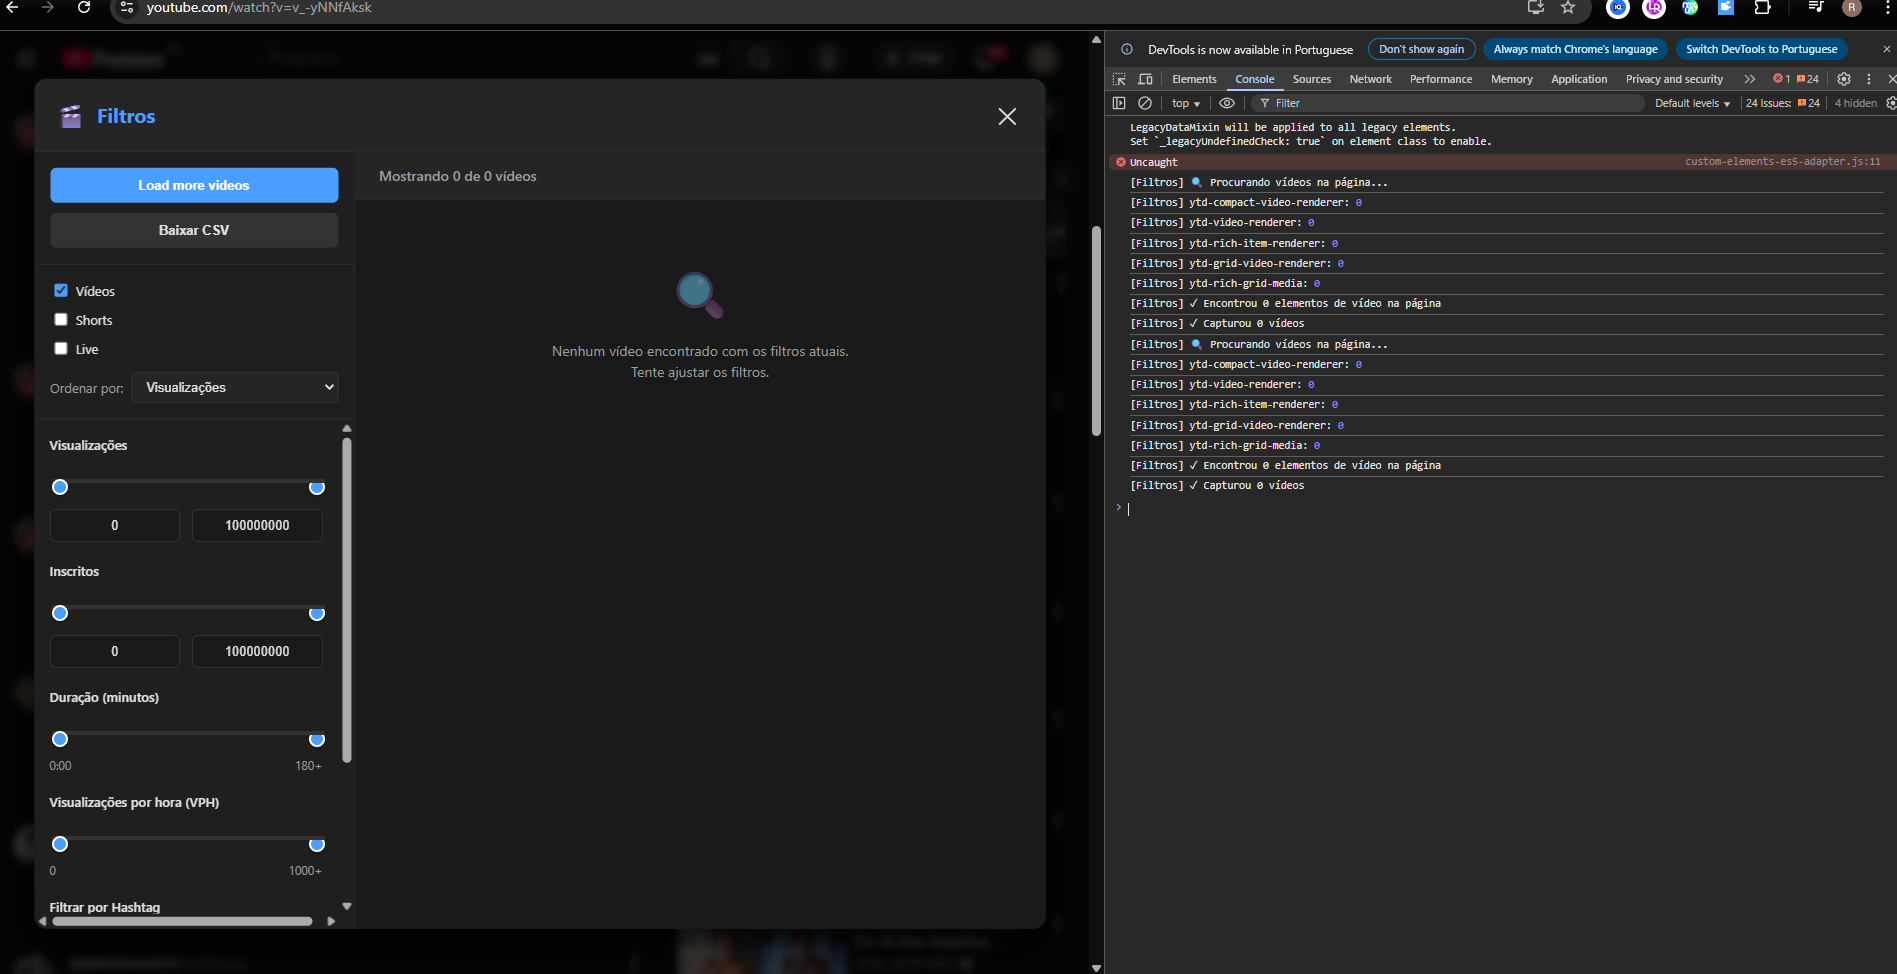 youtube.com/watch?v=v_-yNNfAksk
DevTools is now available in Portuguese
Don't show again
Always match Chrome's language
Switch DevTools to Portuguese
Elements Console Sources Network Performance Memory Application Privacy and security 1 24
top Filter Default levels 24 Issues: 24 4 hidden
Filtros
Load more videos
Baixar CSV
Vídeos
Shorts
Live
Ordenar por: Visualizações
Visualizações
0 100000000
Inscritos
0 100000000
Duração (minutos)
0:00 180+
Visualizações por hora (VPH)
0 1000+
Filtrar por Hashtag
Mostrando 0 de 0 vídeos
Nenhum vídeo encontrado com os filtros atuais.
Tente ajustar os filtros.
LegacyDataMixin will be applied to all legacy elements.
Set `_legacyUndefinedCheck: true` on element class to enable.
Uncaught custom-elements-es5-adapter.js:11
[Filtros] 🔍 Procurando vídeos na página...
[Filtros] ytd-compact-video-renderer: 0
[Filtros] ytd-video-renderer: 0
[Filtros] ytd-rich-item-renderer: 0
[Filtros] ytd-grid-video-renderer: 0
[Filtros] ytd-rich-grid-media: 0
[Filtros] ✓ Encontrou 0 elementos de vídeo na página
[Filtros] ✓ Capturou 0 vídeos
[Filtros] 🔍 Procurando vídeos na página...
[Filtros] ytd-compact-video-renderer: 0
[Filtros] ytd-video-renderer: 0
[Filtros] ytd-rich-item-renderer: 0
[Filtros] ytd-grid-video-renderer: 0
[Filtros] ytd-rich-grid-media: 0
[Filtros] ✓ Encontrou 0 elementos de vídeo na página
[Filtros] ✓ Capturou 0 vídeos